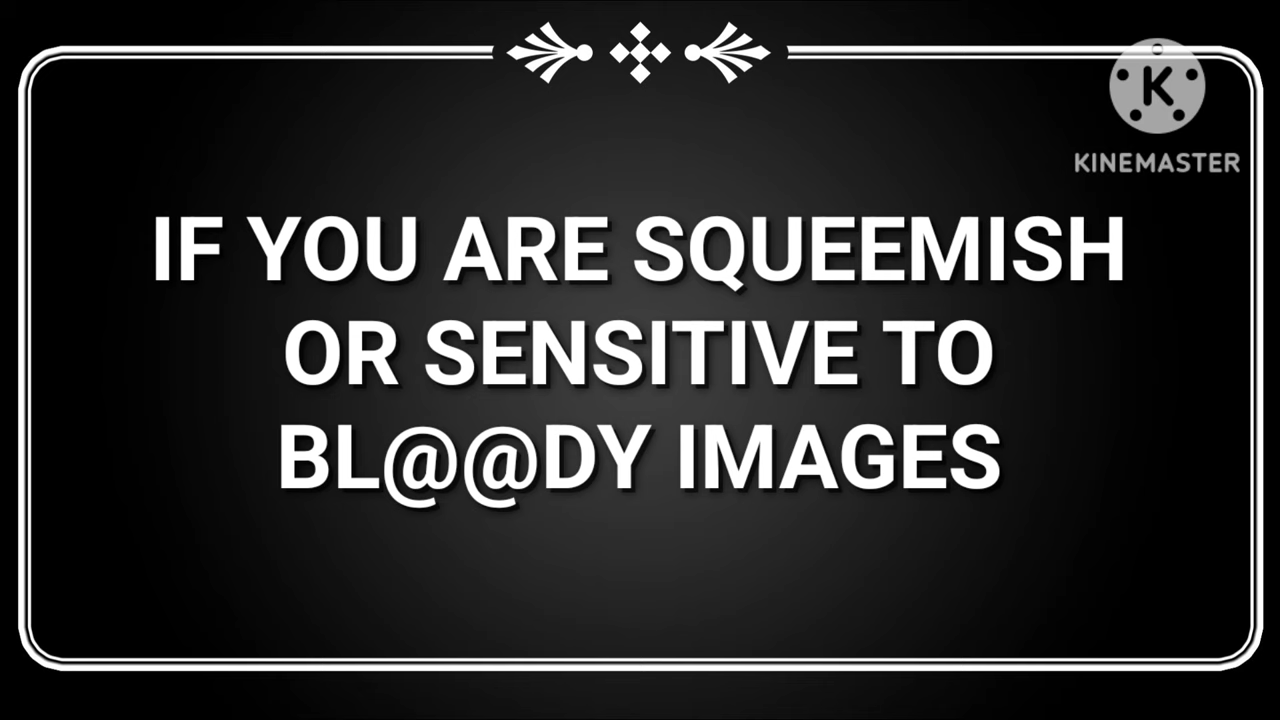 K
KINEMASTER
IF YOU ARE SQUEEMISH
OR SENSITIVE TO
BL@@DY IMAGES